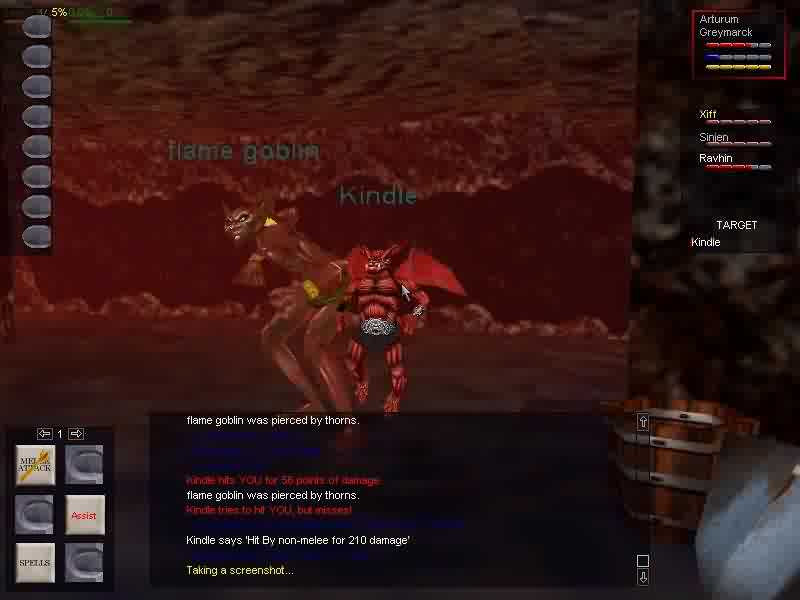 5%
Arturum
Greymarck
Xiff
Sinjen
Ravhin
TARGET
Kindle
flame goblin
Kindle
flame goblin was pierced by thorns.
Kindle hits YOU for 56 points of damage.
flame goblin was pierced by thorns.
Kindle tries to hit YOU, but misses!
Kindle says 'Hit By non-melee for 210 damage'
Taking a screenshot...
1
MELEE
ATTACK
Assist
SPELLS